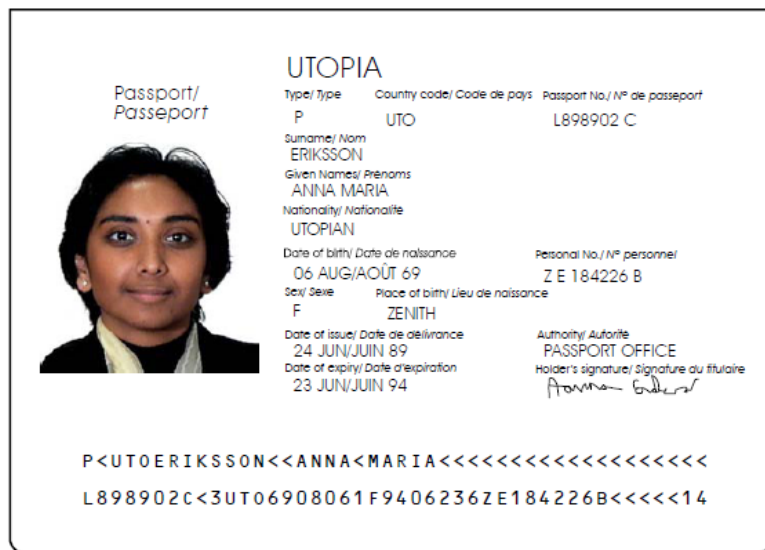 UTOPIA
Passport/
Passeport
Type/ Type Country code/ Code de pays Passport No./ N° de passeport
P UTO L898902 C
Surname/ Nom
ERIKSSON
Given Names/ Prénoms
ANNA MARIA
Nationality/ Nationalité
UTOPIAN
Date of birth/ Date de naissance Personal No./ N° personnel
06 AUG/AOÛT 69 Z E 184226 B
Sex/ Sexe Place of birth/ Lieu de naissance
F ZENITH
Date of issue/ Date de délivrance Authority/ Autorité
24 JUN/JUIN 89 PASSPORT OFFICE
Date of expiry/ Date d'expiration Holder's signature/ Signature du titulaire
23 JUN/JUIN 94
P<UTOERIKSSON<<ANNA<MARIA<<<<<<<<<<<<<<<<<<<
L898902C<3UTO6908061F9406236ZE184226B<<<<<14